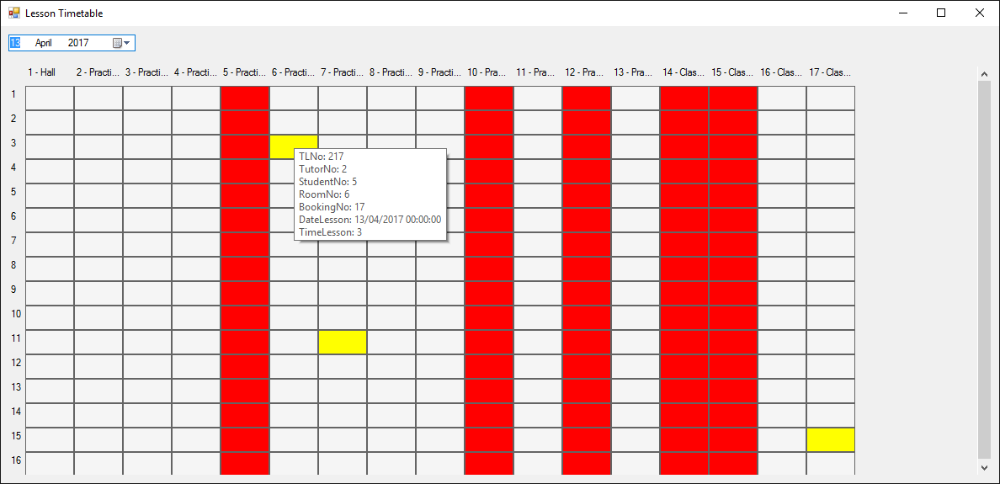 Lesson Timetable
13 April 2017
1 - Hall 2 - Practi... 3 - Practi... 4 - Practi... 5 - Practi... 6 - Practi... 7 - Practi... 8 - Practi... 9 - Practi... 10 - Pra... 11 - Pra... 12 - Pra... 13 - Pra... 14 - Clas... 15 - Clas... 16 - Clas... 17 - Clas...
1
2
3
TLNo: 217
4 TutorNo: 2
StudentNo: 5
5 RoomNo: 6
BookingNo: 17
6 DateLesson: 13/04/2017 00:00:00
TimeLesson: 3
7
8
9
10
11
12
13
14
15
16